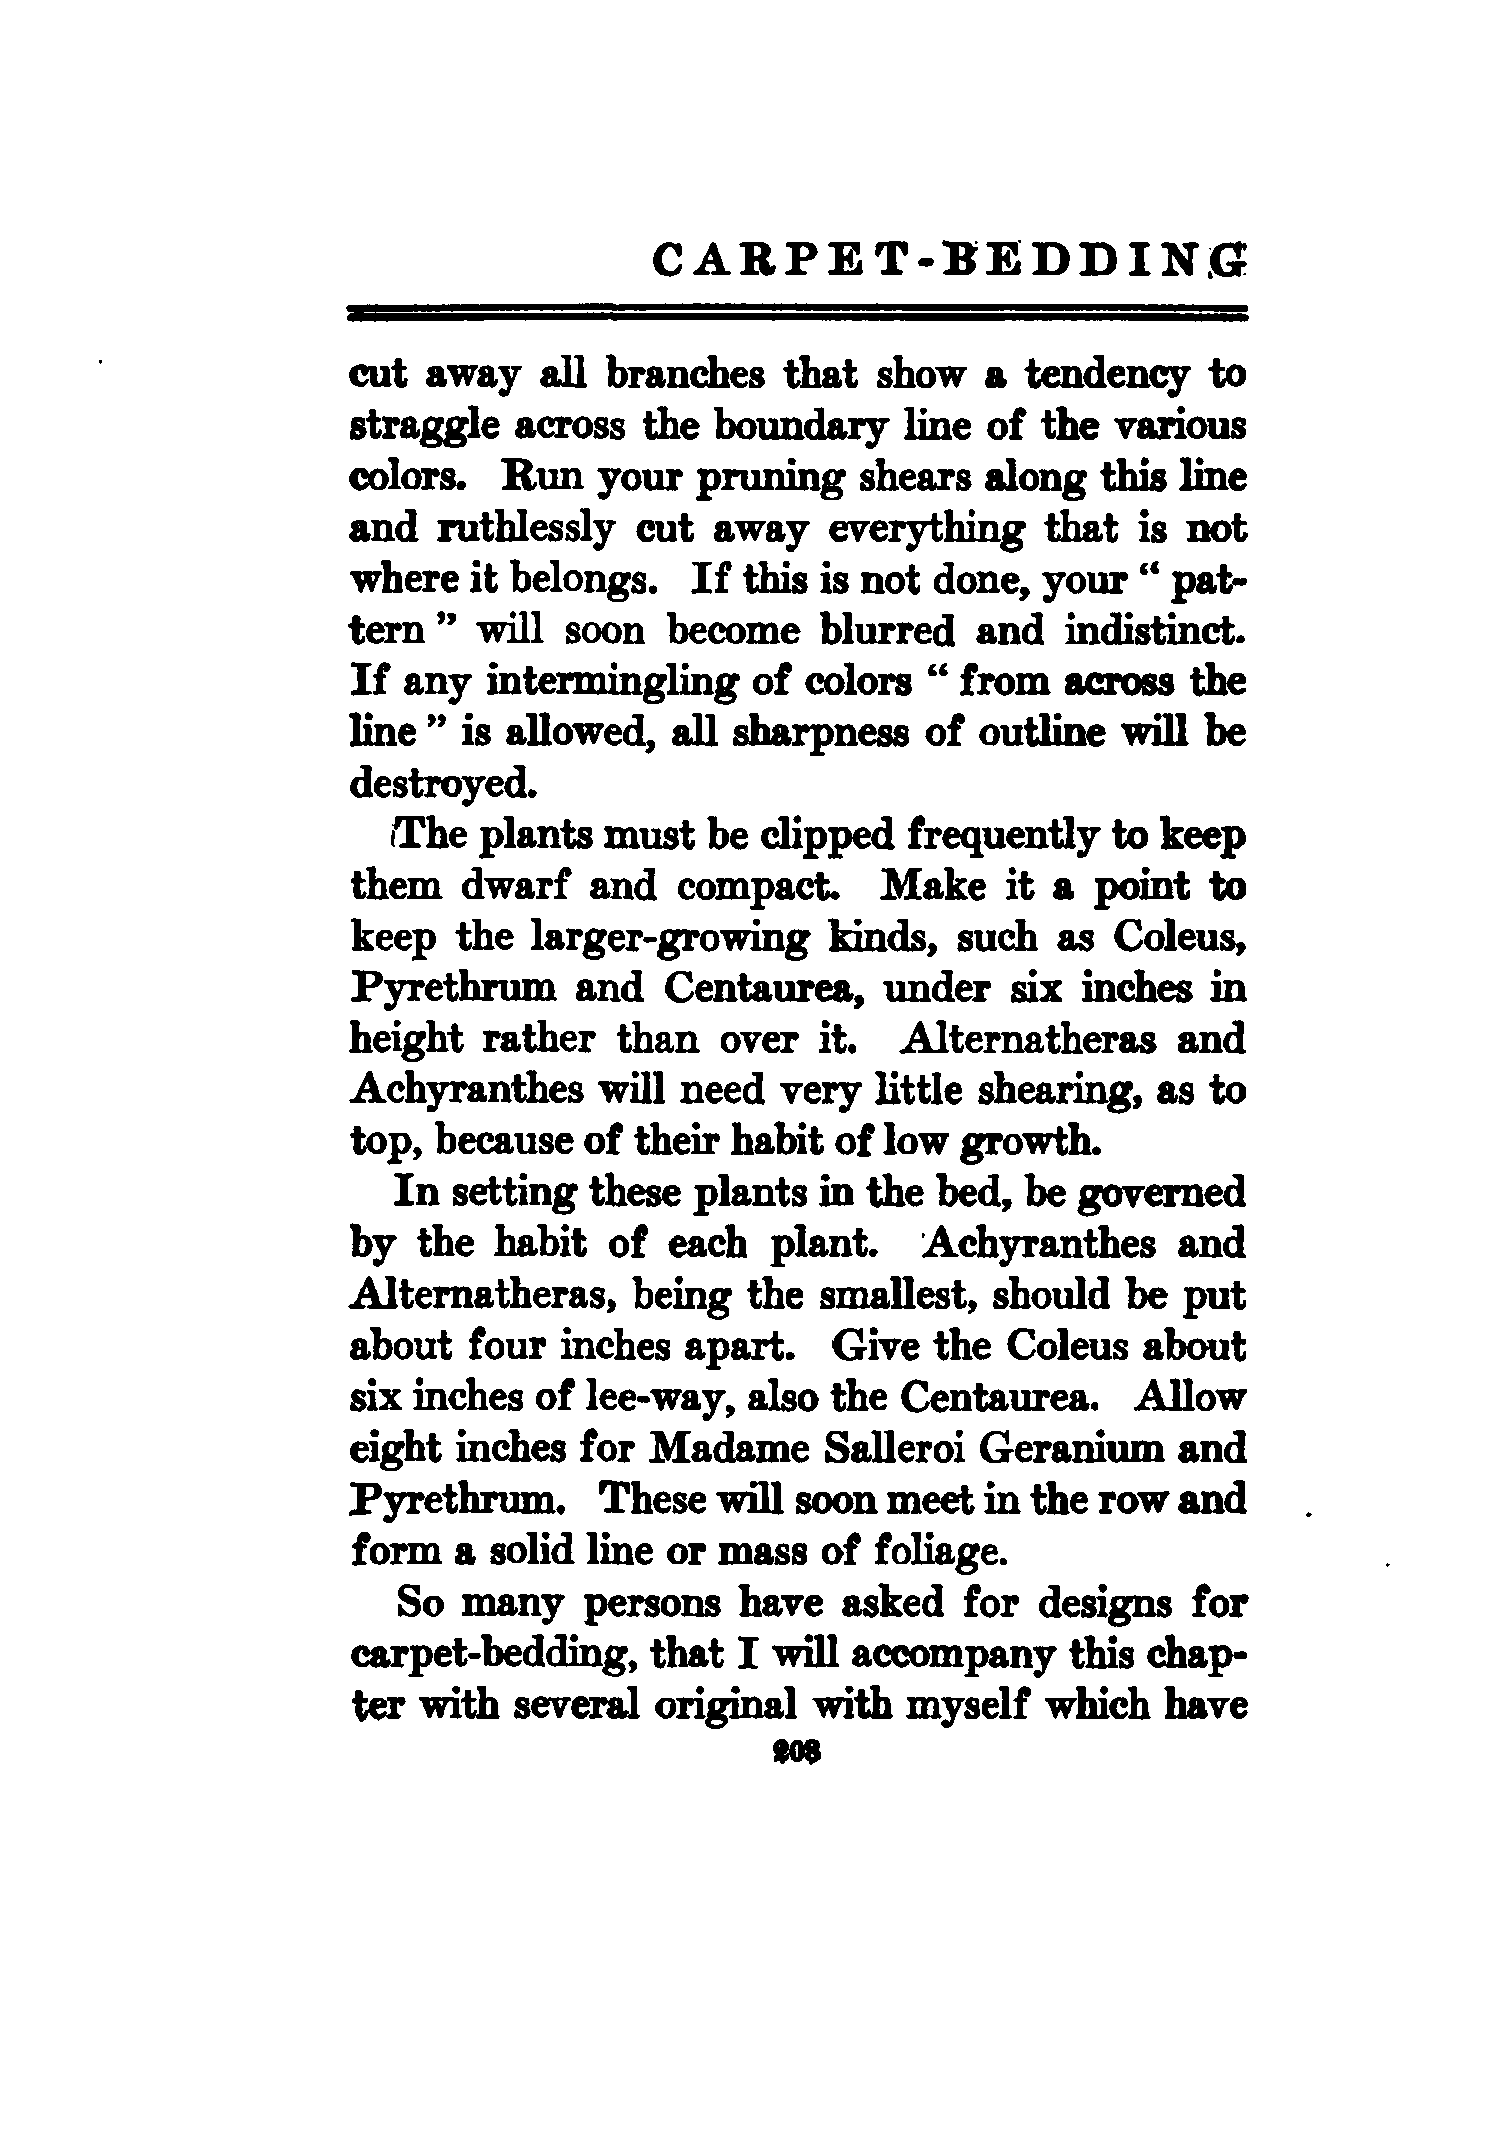 CARPET-BEDDING
cut away all branches that show a tendency to
straggle across the boundary line of the various
colors. Run your pruning shears along this line
and ruthlessly cut away everything that is not
where it belongs. If this is not done, your “ pat-
tern ” will soon become blurred and indistinct.
If any intermingling of colors “ from across the
line ” is allowed, all sharpness of outline will be
destroyed.
The plants must be clipped frequently to keep
them dwarf and compact. Make it a point to
keep the larger-growing kinds, such as Coleus,
Pyrethrum and Centaurea, under six inches in
height rather than over it. Alternatheras and
Achyranthes will need very little shearing, as to
top, because of their habit of low growth.
In setting these plants in the bed, be governed
by the habit of each plant. Achyranthes and
Alternatheras, being the smallest, should be put
about four inches apart. Give the Coleus about
six inches of lee-way, also the Centaurea. Allow
eight inches for Madame Salleroi Geranium and
Pyrethrum. These will soon meet in the row and
form a solid line or mass of foliage.
So many persons have asked for designs for
carpet-bedding, that I will accompany this chap-
ter with several original with myself which have
203